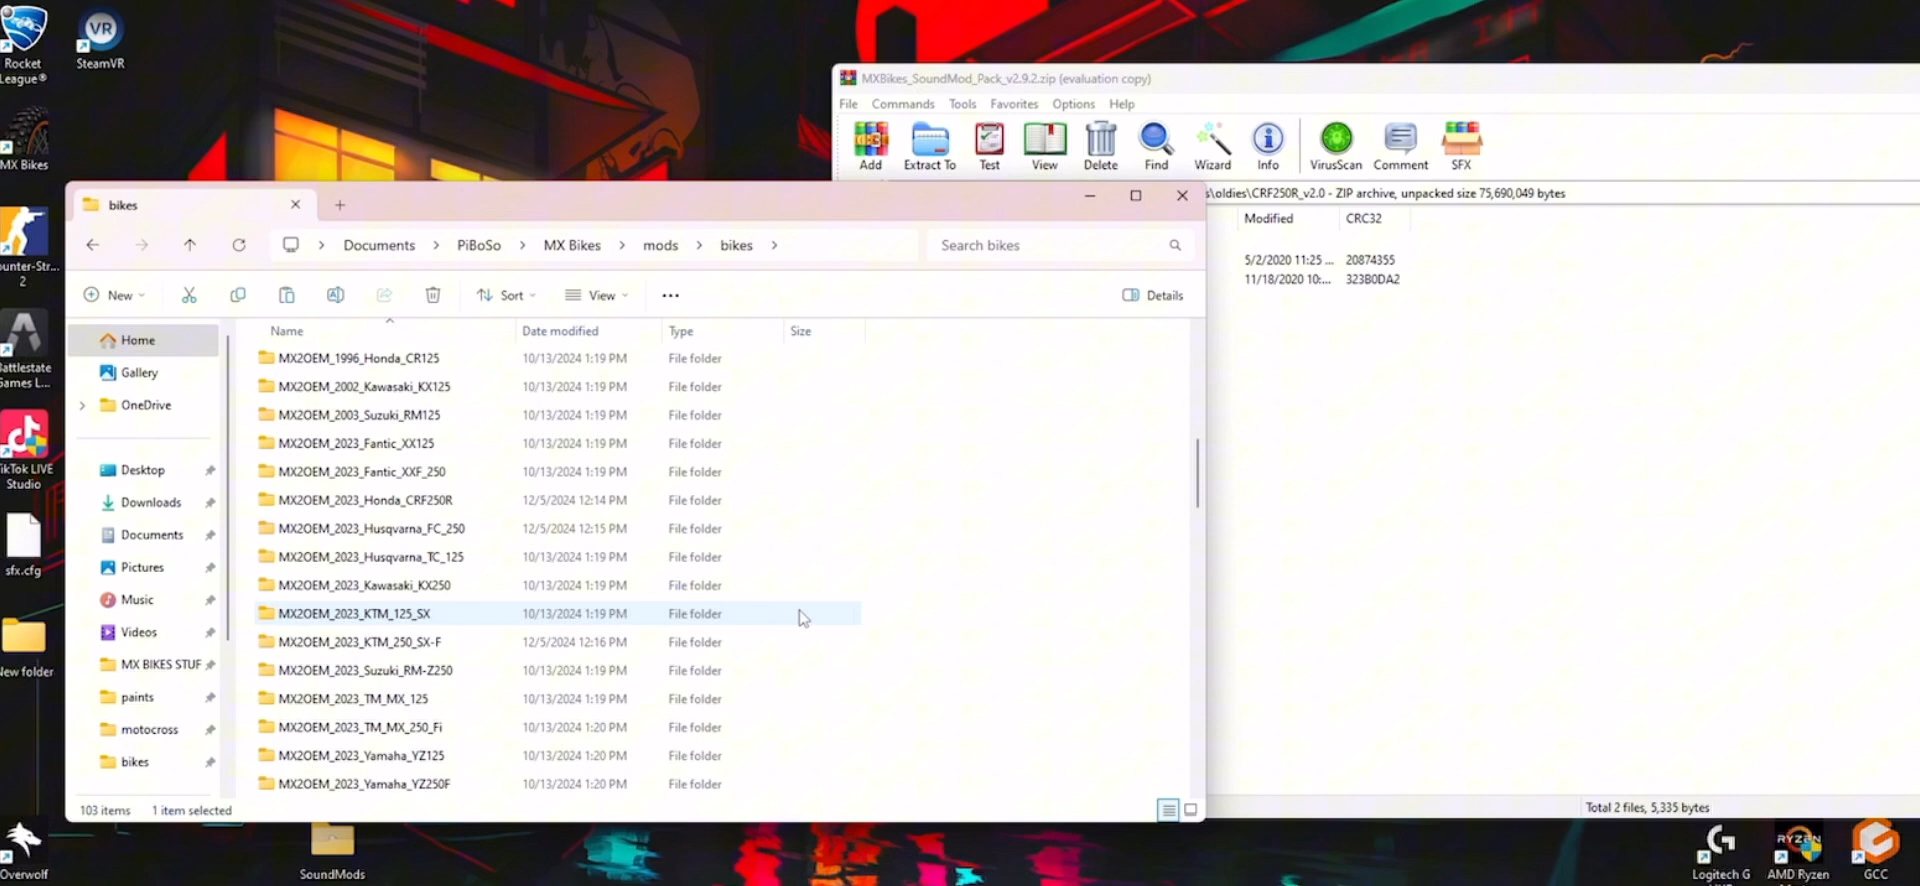 Rocket
League®
SteamVR
MX Bikes
2
Games L...
Studio
sfx.cfg
New folder
Overwolf
SoundMods
VR
MXBikes_SoundMod_Pack_v2.9.2.zip (evaluation copy)
File Commands Tools Favorites Options Help
Add Extract To Test View Delete Find Wizard Info VirusScan Comment SFX
\oldies\CRF250R_v2.0 - ZIP archive, unpacked size 75,690,049 bytes
Modified CRC32
5/2/2020 11:25 ... 20874355
11/18/2020 10:... 323B0DA2
Total 2 files, 5,335 bytes
bikes
Documents > PiBoSo > MX Bikes > mods > bikes >
Search bikes
New Sort View ... Details
Home
Gallery
OneDrive
Desktop
Downloads
Documents
Pictures
Music
Videos
MX BIKES STUF
paints
motocross
bikes
Name Date modified Type Size
MX2OEM_1996_Honda_CR125 10/13/2024 1:19 PM File folder
MX2OEM_2002_Kawasaki_KX125 10/13/2024 1:19 PM File folder
MX2OEM_2003_Suzuki_RM125 10/13/2024 1:19 PM File folder
MX2OEM_2023_Fantic_XX125 10/13/2024 1:19 PM File folder
MX2OEM_2023_Fantic_XXF_250 10/13/2024 1:19 PM File folder
MX2OEM_2023_Honda_CRF250R 12/5/2024 12:14 PM File folder
MX2OEM_2023_Husqvarna_FC_250 12/5/2024 12:15 PM File folder
MX2OEM_2023_Husqvarna_TC_125 10/13/2024 1:19 PM File folder
MX2OEM_2023_Kawasaki_KX250 10/13/2024 1:19 PM File folder
MX2OEM_2023_KTM_125_SX 10/13/2024 1:19 PM File folder
MX2OEM_2023_KTM_250_SX-F 12/5/2024 12:16 PM File folder
MX2OEM_2023_Suzuki_RM-Z250 10/13/2024 1:19 PM File folder
MX2OEM_2023_TM_MX_125 10/13/2024 1:19 PM File folder
MX2OEM_2023_TM_MX_250_Fi 10/13/2024 1:20 PM File folder
MX2OEM_2023_Yamaha_YZ125 10/13/2024 1:20 PM File folder
MX2OEM_2023_Yamaha_YZ250F 10/13/2024 1:20 PM File folder
103 items 1 item selected
Logitech G
RYZEN
AMD Ryzen
GCC